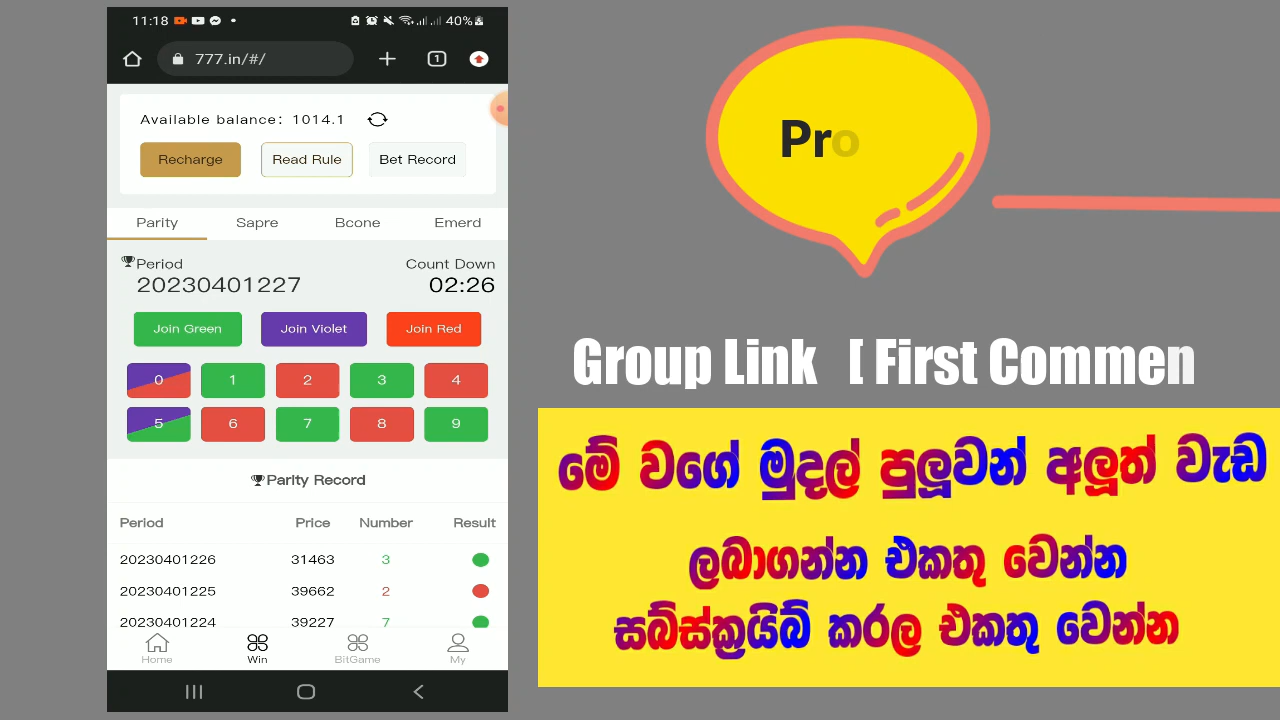 11:18
40%
777.in/#/
1
Available balance: 1014.1
Recharge
Read Rule
Bet Record
Parity
Sapre
Bcone
Emerd
Period
Count Down
20230401227
02:26
Join Green
Join Violet
Join Red
0 1 2 3 4
5 6 7 8 9
Parity Record
Period Price Number Result
20230401226 31463 3
20230401225 39662 2
20230401224 39227 7
Home
Win
BitGame
My
Pro
Group Link [ First Commen
මේ වගේ මුදල් පුලූවන් අලූත් වැඩ
ලබාගන්න එකතු වෙන්න
සබ්ස්ක්‍රයිබ් කරල එකතු වෙන්න